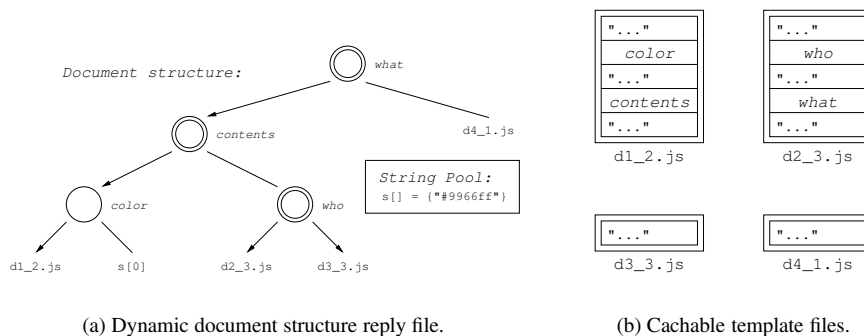 Document structure:
what
contents
d4_1.js
String Pool:
s[] = {"#9966ff"}
color
who
d1_2.js
s[0]
d2_3.js
d3_3.js
(a) Dynamic document structure reply file.
"..."
color
"..."
contents
"..."
d1_2.js
"..."
who
"..."
what
"..."
d2_3.js
"..."
d3_3.js
"..."
d4_1.js
(b) Cachable template files.